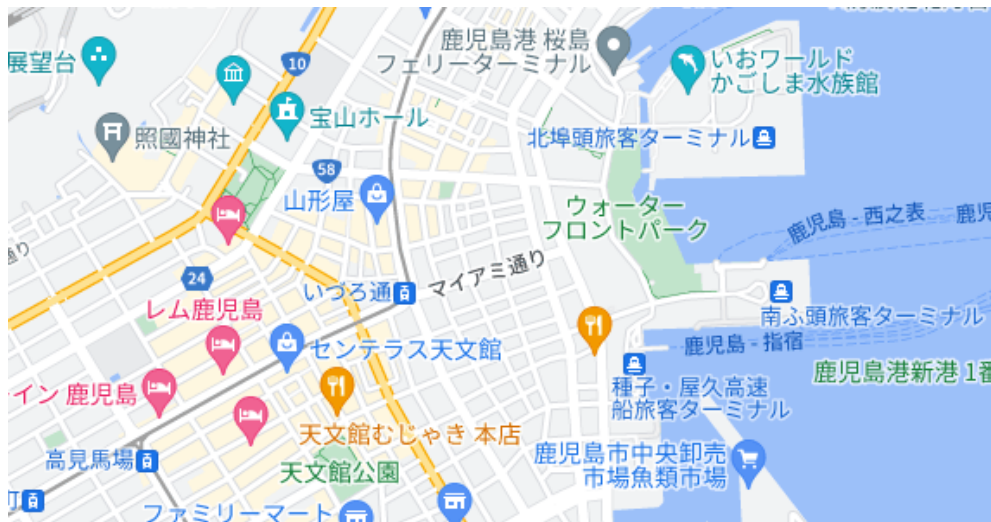 鹿児島港 桜島
フェリーターミナル
いおワールド
かごしま水族館
展望台
10
宝山ホール
照國神社
北埠頭旅客ターミナル
58
山形屋
ウォーター
フロントパーク
鹿児島 - 西之表
鹿児
マイアミ通り
24
いづろ通
レム鹿児島
南ふ頭旅客ターミナル
センテラス天文館
鹿児島 - 指宿
鹿児島港新港 1番
イン 鹿児島
種子・屋久高速
船旅客ターミナル
天文館むじゃき 本店
高見馬場
天文館公園
鹿児島市中央卸売
市場魚類市場
ファミリーマート